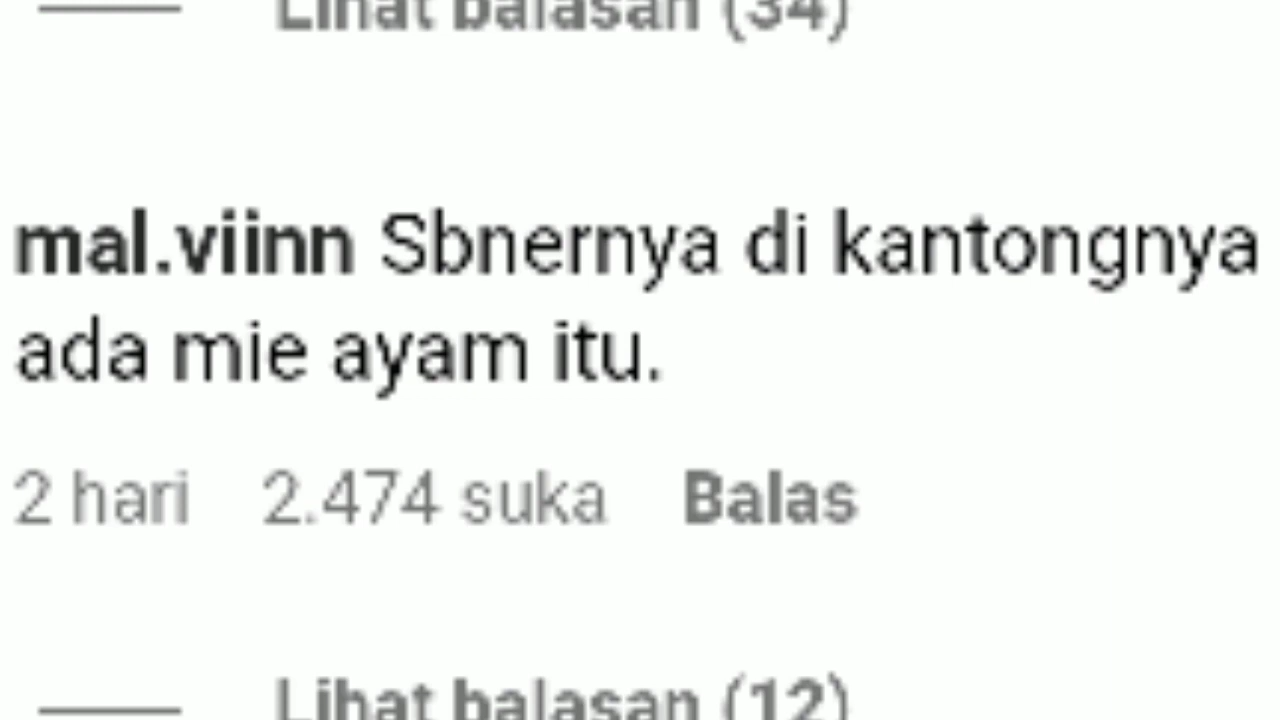 Lihat balasan (34)
mal.viinn Sbnernya di kantongnya
ada mie ayam itu.
2 hari 2.474 suka Balas
Lihat balasan (12)